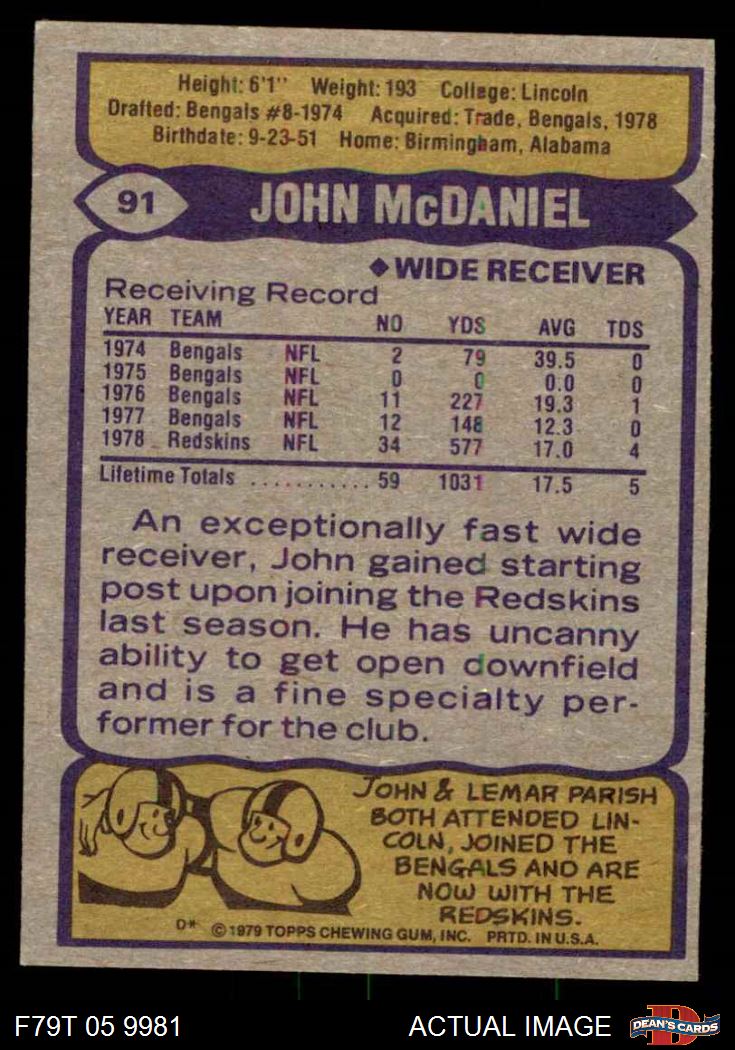 Height: 6'1" Weight: 193 College: Lincoln
Drafted: Bengals #8-1974 Acquired: Trade, Bengals, 1978
Birthdate: 9-23-51 Home: Birmingham, Alabama
91 JOHN McDANIEL
◆WIDE RECEIVER
Receiving Record
YEAR TEAM NO YDS AVG TDS
1974 Bengals NFL 2 79 39.5 0
1975 Bengals NFL 0 0 0.0 0
1976 Bengals NFL 11 227 19.3 1
1977 Bengals NFL 12 148 12.3 0
1978 Redskins NFL 34 577 17.0 4
Lifetime Totals ........... 59 1031 17.5 5
An exceptionally fast wide
receiver, John gained starting
post upon joining the Redskins
last season. He has uncanny
ability to get open downfield
and is a fine specialty per-
former for the club.
JOHN & LEMAR PARISH
BOTH ATTENDED LIN-
COLN, JOINED THE
BENGALS AND ARE
NOW WITH THE
REDSKINS.
D* ©1979 TOPPS CHEWING GUM, INC. PRTD. IN U.S.A.
F79T 05 9981 ACTUAL IMAGE DEAN'S CARDS